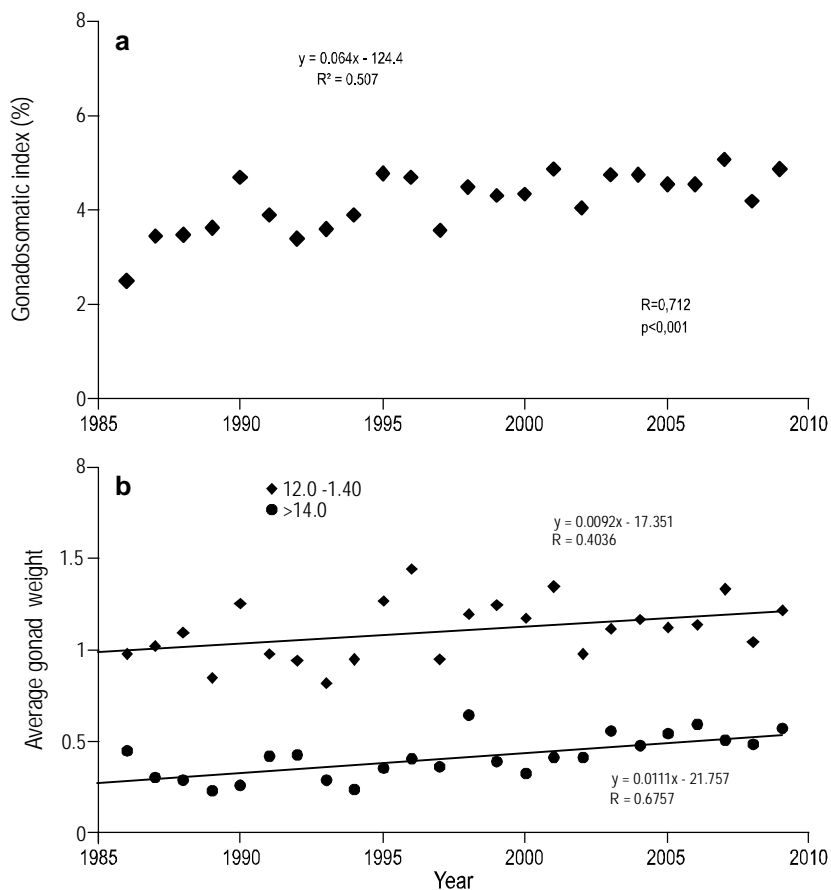 a
8
y = 0.064x - 124.4
R² = 0.507
6
Gonadosomatic index (%)
4
2
R=0,712
p<0,001
0
1985 1990 1995 2000 2005 2010
b
8
12.0 -1.40
>14.0
y = 0.0092x - 17.351
R = 0.4036
1.5
Average gonad weight
1
0.5
y = 0.0111x - 21.757
R = 0.6757
0
1985 1990 1995 2000 2005 2010
Year